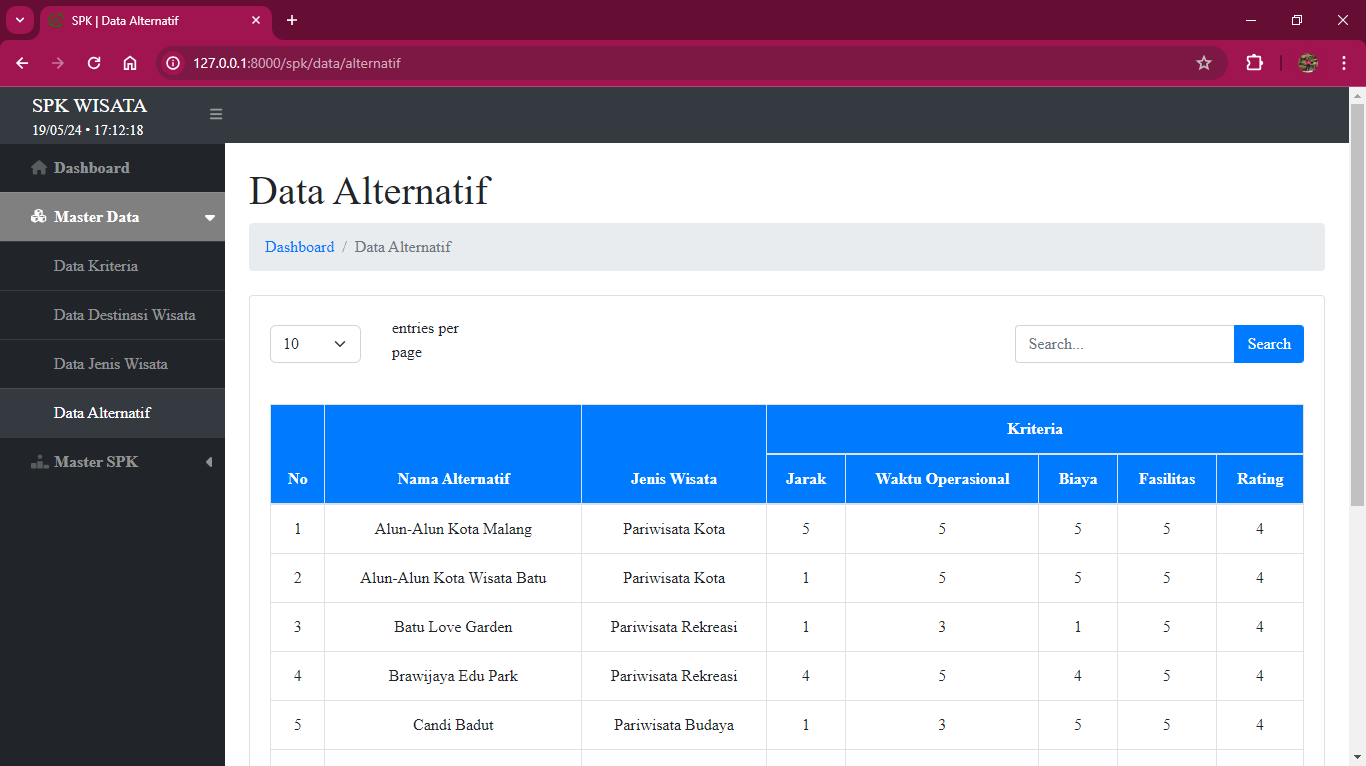 SPK | Data Alternatif
127.0.0.1:8000/spk/data/alternatif
SPK WISATA
19/05/24 • 17:12:18
Dashboard
Master Data
Data Kriteria
Data Destinasi Wisata
Data Jenis Wisata
Data Alternatif
Master SPK
Data Alternatif
Dashboard / Data Alternatif
10 entries per
page
Search...
Search
Kriteria
No Nama Alternatif Jenis Wisata Jarak Waktu Operasional Biaya Fasilitas Rating
1 Alun-Alun Kota Malang Pariwisata Kota 5 5 5 5 4
2 Alun-Alun Kota Wisata Batu Pariwisata Kota 1 5 5 5 4
3 Batu Love Garden Pariwisata Rekreasi 1 3 1 5 4
4 Brawijaya Edu Park Pariwisata Rekreasi 4 5 4 5 4
5 Candi Badut Pariwisata Budaya 1 3 5 5 4